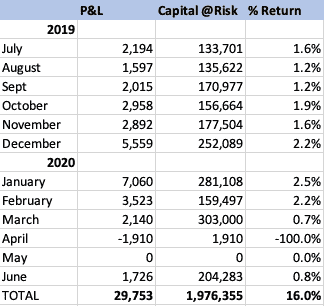 P&L Capital @Risk % Return
2019
July 2,194 133,701 1.6%
August 1,597 135,622 1.2%
Sept 2,015 170,977 1.2%
October 2,958 156,664 1.9%
November 2,892 177,504 1.6%
December 5,559 252,089 2.2%
2020
January 7,060 281,108 2.5%
February 3,523 159,497 2.2%
March 2,140 303,000 0.7%
April -1,910 1,910 -100.0%
May 0 0 0.0%
June 1,726 204,283 0.8%
TOTAL 29,753 1,976,355 16.0%